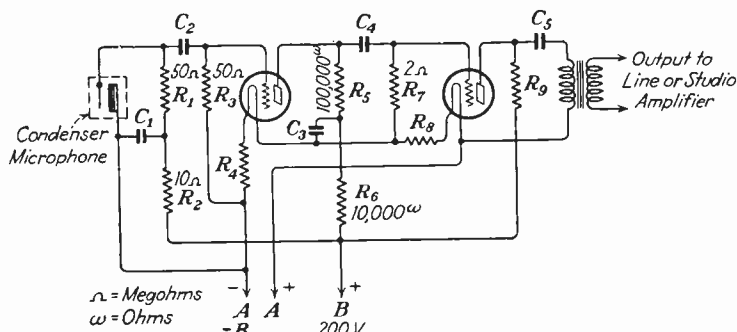 C2 C4 C5
50Ω 50Ω 100,000ω 2Ω
R1 R3 R5 R7 R9
Output to
Line or Studio
Amplifier
C1 C3 R8
Condenser
Microphone
R4
10Ω
R2
R6
10,000ω
Ω = Megohms
ω = Ohms
− + +
A A B
-B 200 V